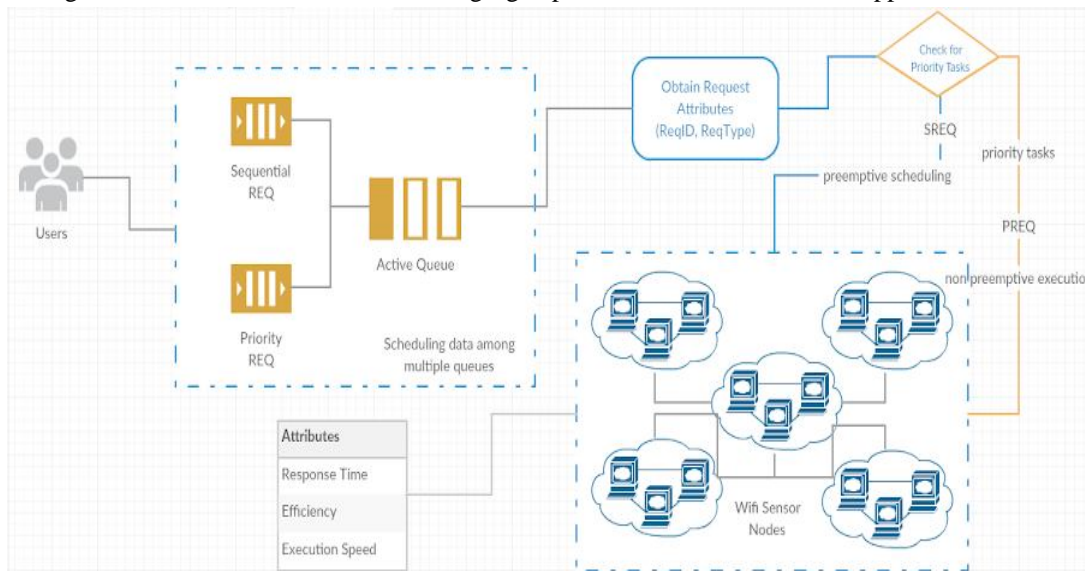 Users
Sequential
REQ
Priority
REQ
Active Queue
Scheduling data among
multiple queues
Obtain Request
Attributes
(ReqID, ReqType)
Check for
Priority Tasks
SREQ
preemptive scheduling
priority tasks
PREQ
non preemptive execution
Attributes
Response Time
Efficiency
Execution Speed
Wifi Sensor
Nodes